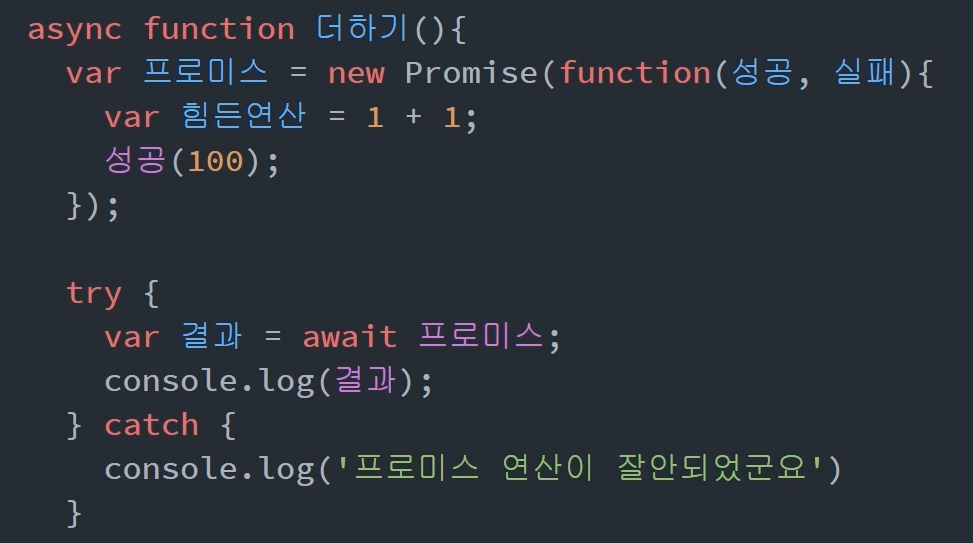 async function 더하기(){
  var 프로미스 = new Promise(function(성공, 실패){
    var 힘든연산 = 1 + 1;
    성공(100);
  });

  try {
    var 결과 = await 프로미스;
    console.log(결과);
  } catch {
    console.log('프로미스 연산이 잘안되었군요')
  }